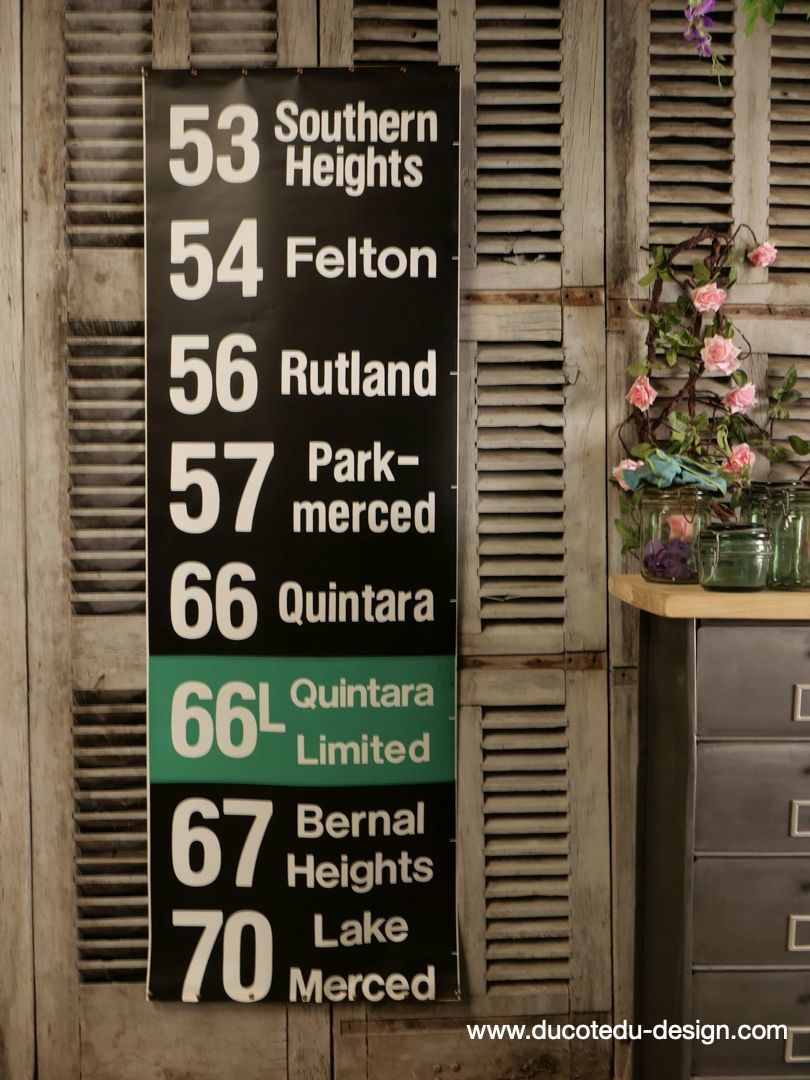 53 Southern
Heights
54 Felton
56 Rutland
57 Park-
merced
66 Quintara
66L Quintara
Limited
67 Bernal
Heights
70 Lake
Merced
www.ducotedu-design.com